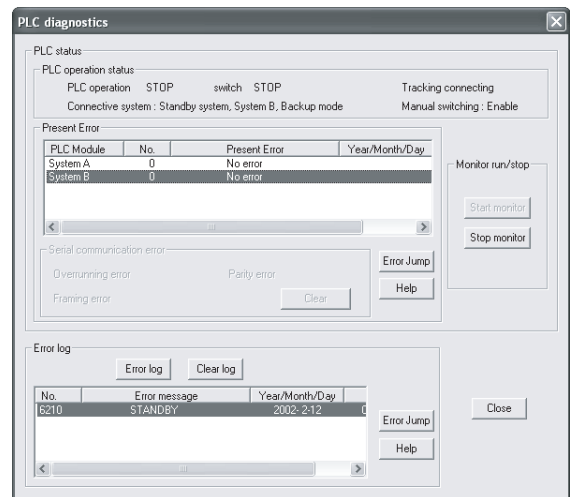 PLC diagnostics
PLC status
PLC operation status
PLC operation STOP switch STOP Tracking connecting
Connective system : Standby system, System B, Backup mode Manual switching : Enable
Present Error
PLC Module No. Present Error Year/Month/Day
System A 0 No error
System B 0 No error
Monitor run/stop
Start monitor
Stop monitor
Serial communication error
Overrunning error Parity error
Framing error Clear
Error Jump
Help
Error log
Error log Clear log
No. Error message Year/Month/Day
6210 STANDBY 2002- 2-12 0
Error Jump
Help
Close